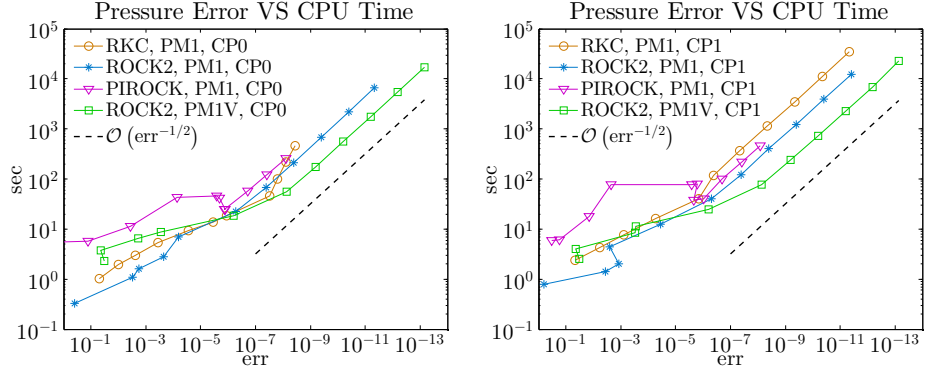 Pressure Error VS CPU Time
10^5
10^4
10^3
10^2
10^1
10^0
10^-1
sec
RKC, PM1, CP0
ROCK2, PM1, CP0
PIROCK, PM1, CP0
ROCK2, PM1V, CP0
O (err^-1/2)
10^-1 10^-3 10^-5 10^-7 10^-9 10^-11 10^-13
err
Pressure Error VS CPU Time
10^5
10^4
10^3
10^2
10^1
10^0
10^-1
sec
RKC, PM1, CP1
ROCK2, PM1, CP1
PIROCK, PM1, CP1
ROCK2, PM1V, CP1
O (err^-1/2)
10^-1 10^-3 10^-5 10^-7 10^-9 10^-11 10^-13
err